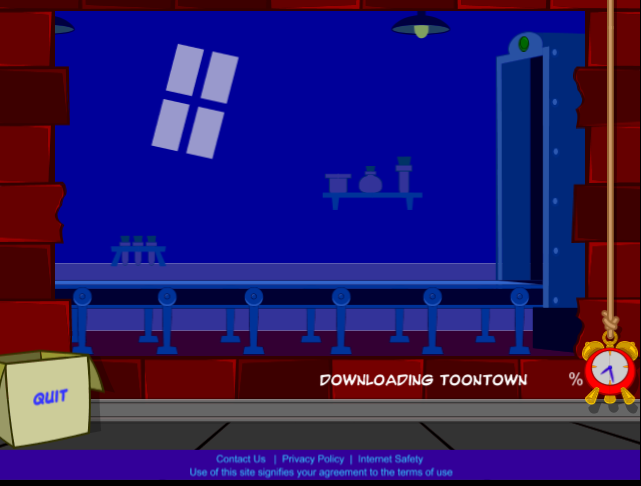 DOWNLOADING TOONTOWN %
QUIT
Contact Us | Privacy Policy | Internet Safety
Use of this site signifies your agreement to the terms of use